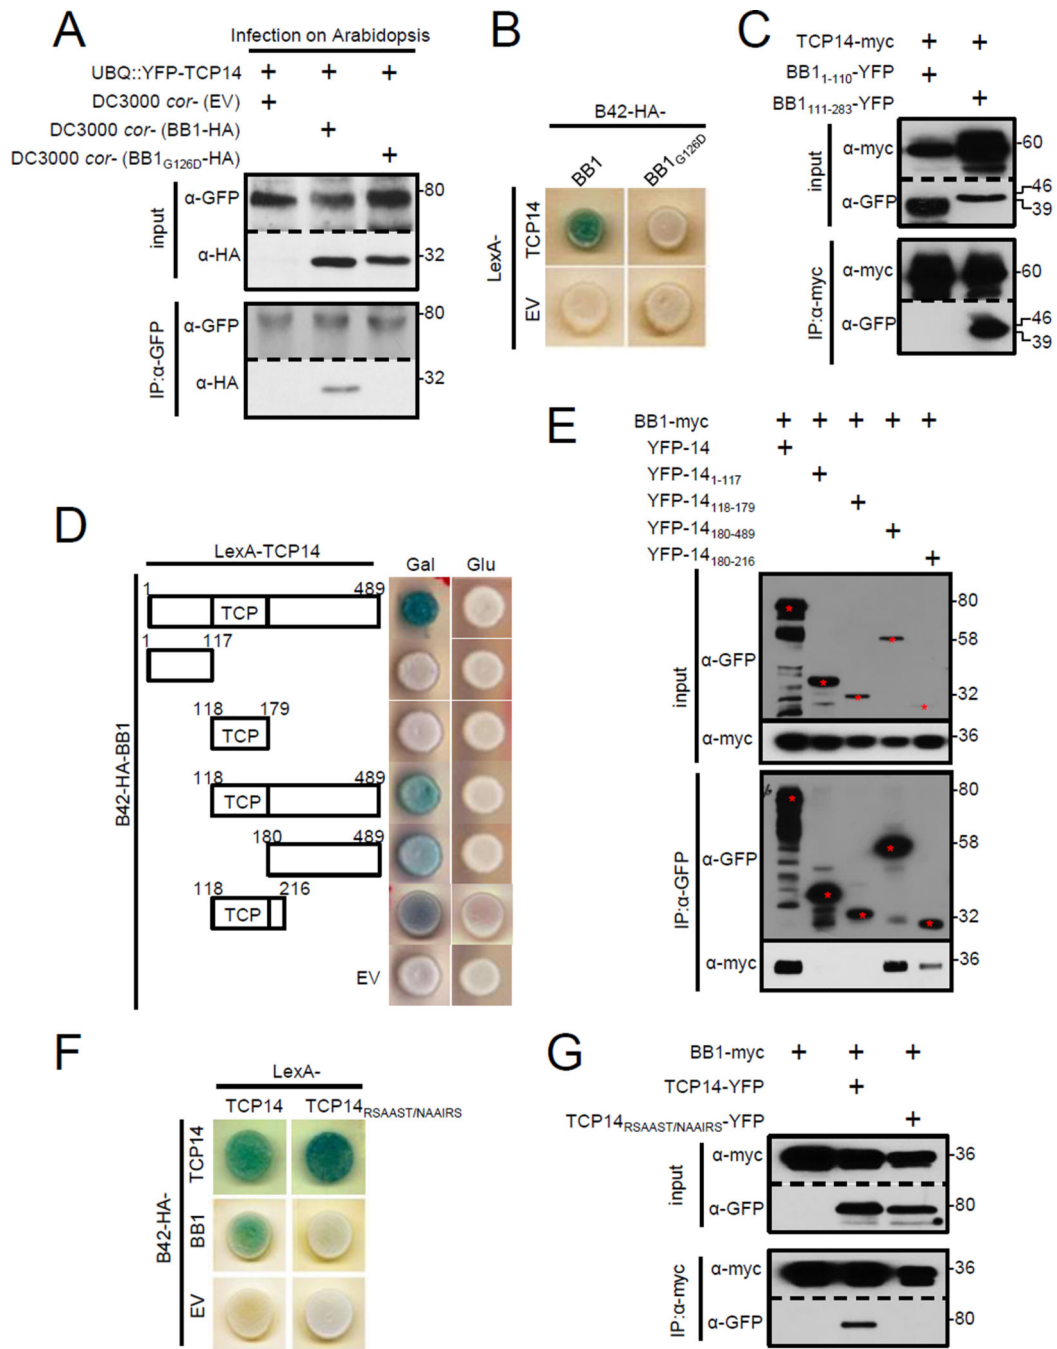 A
Infection on Arabidopsis
UBQ::YFP-TCP14 + + +
DC3000 cor- (EV) +
DC3000 cor- (BB1-HA) +
DC3000 cor- (BB1G126D-HA) +
input
α-GFP
80
α-HA
32
IP:α-GFP
α-GFP
80
α-HA
32
B
B42-HA-
BB1 BB1G126D
LexA-
TCP14
EV
C
TCP14-myc + +
BB11-110-YFP +
BB1111-283-YFP +
input
α-myc
60
α-GFP
46
39
IP:α-myc
α-myc
60
α-GFP
46
39
D
LexA-TCP14
Gal Glu
B42-HA-BB1
1 489
TCP
1 117
118 179
TCP
118 489
TCP
180 489
118 216
TCP
EV
E
BB1-myc + + + + +
YFP-14 +
YFP-141-117 +
YFP-14118-179 +
YFP-14180-489 +
YFP-14180-216 +
input
α-GFP
80
58
32
α-myc
36
IP:α-GFP
α-GFP
80
58
32
α-myc
36
F
LexA-
TCP14 TCP14RSAAST/NAAIRS
B42-HA-
TCP14
BB1
EV
G
BB1-myc + + +
TCP14-YFP +
TCP14RSAAST/NAAIRS-YFP +
input
α-myc
36
α-GFP
80
IP:α-myc
α-myc
36
α-GFP
80